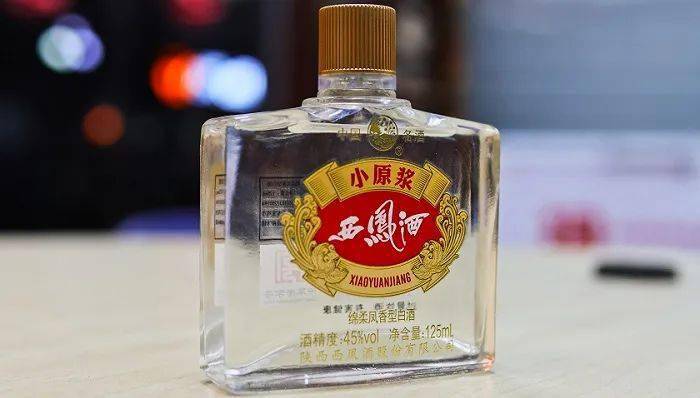 中国 名酒
小原浆
西鳳酒
XIAOYUANJIANG
绵柔凤香型白酒
酒精度:45%vol 净含量:125mL
陕西西凤酒股份有限公司